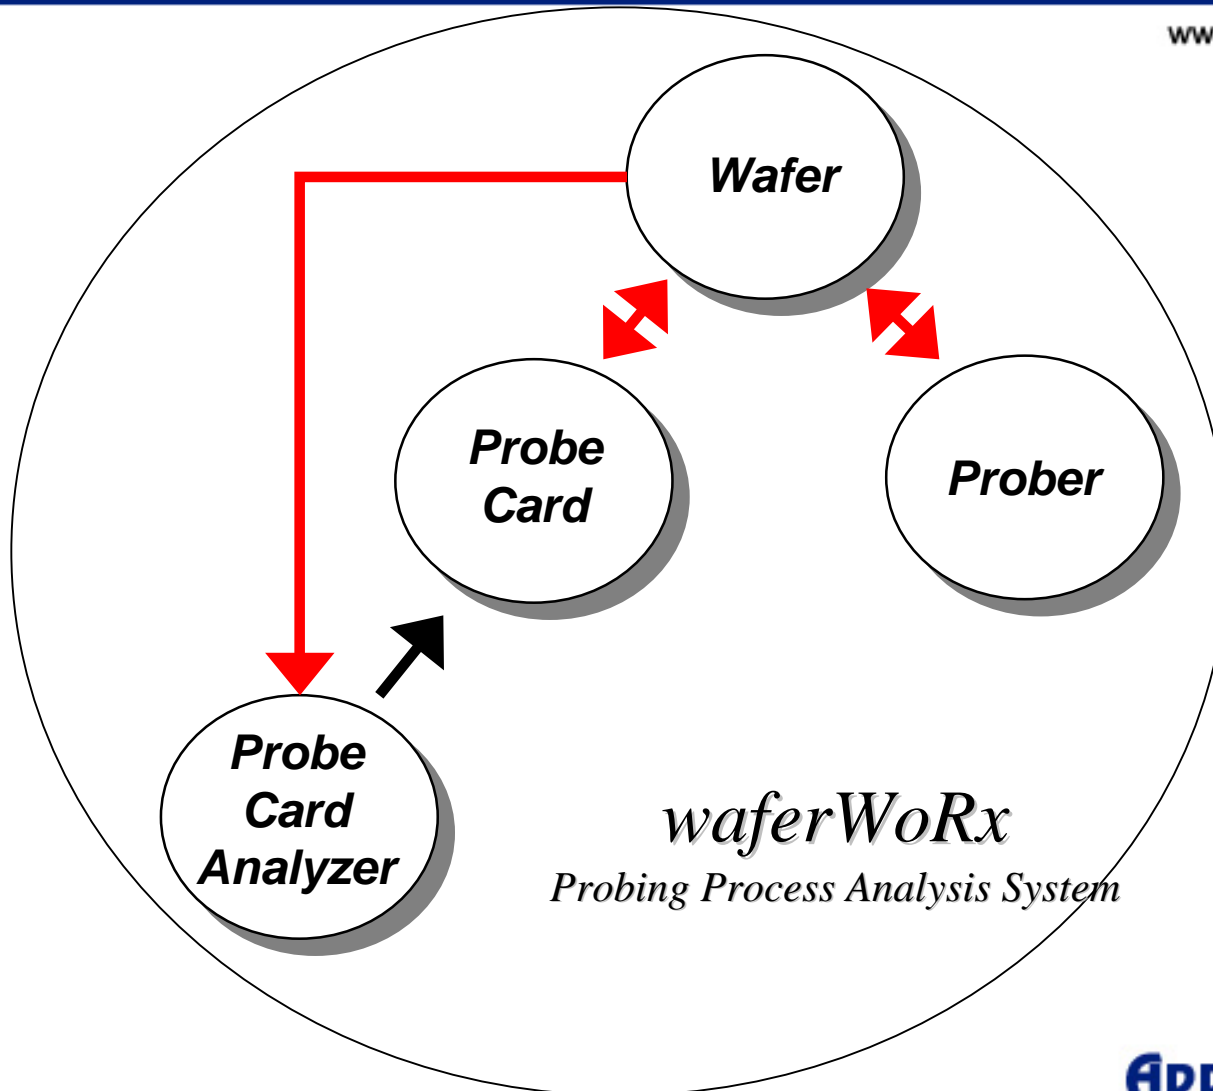 Wafer
Probe
Card
Prober
Probe
Card
Analyzer
waferWoRx
Probing Process Analysis System